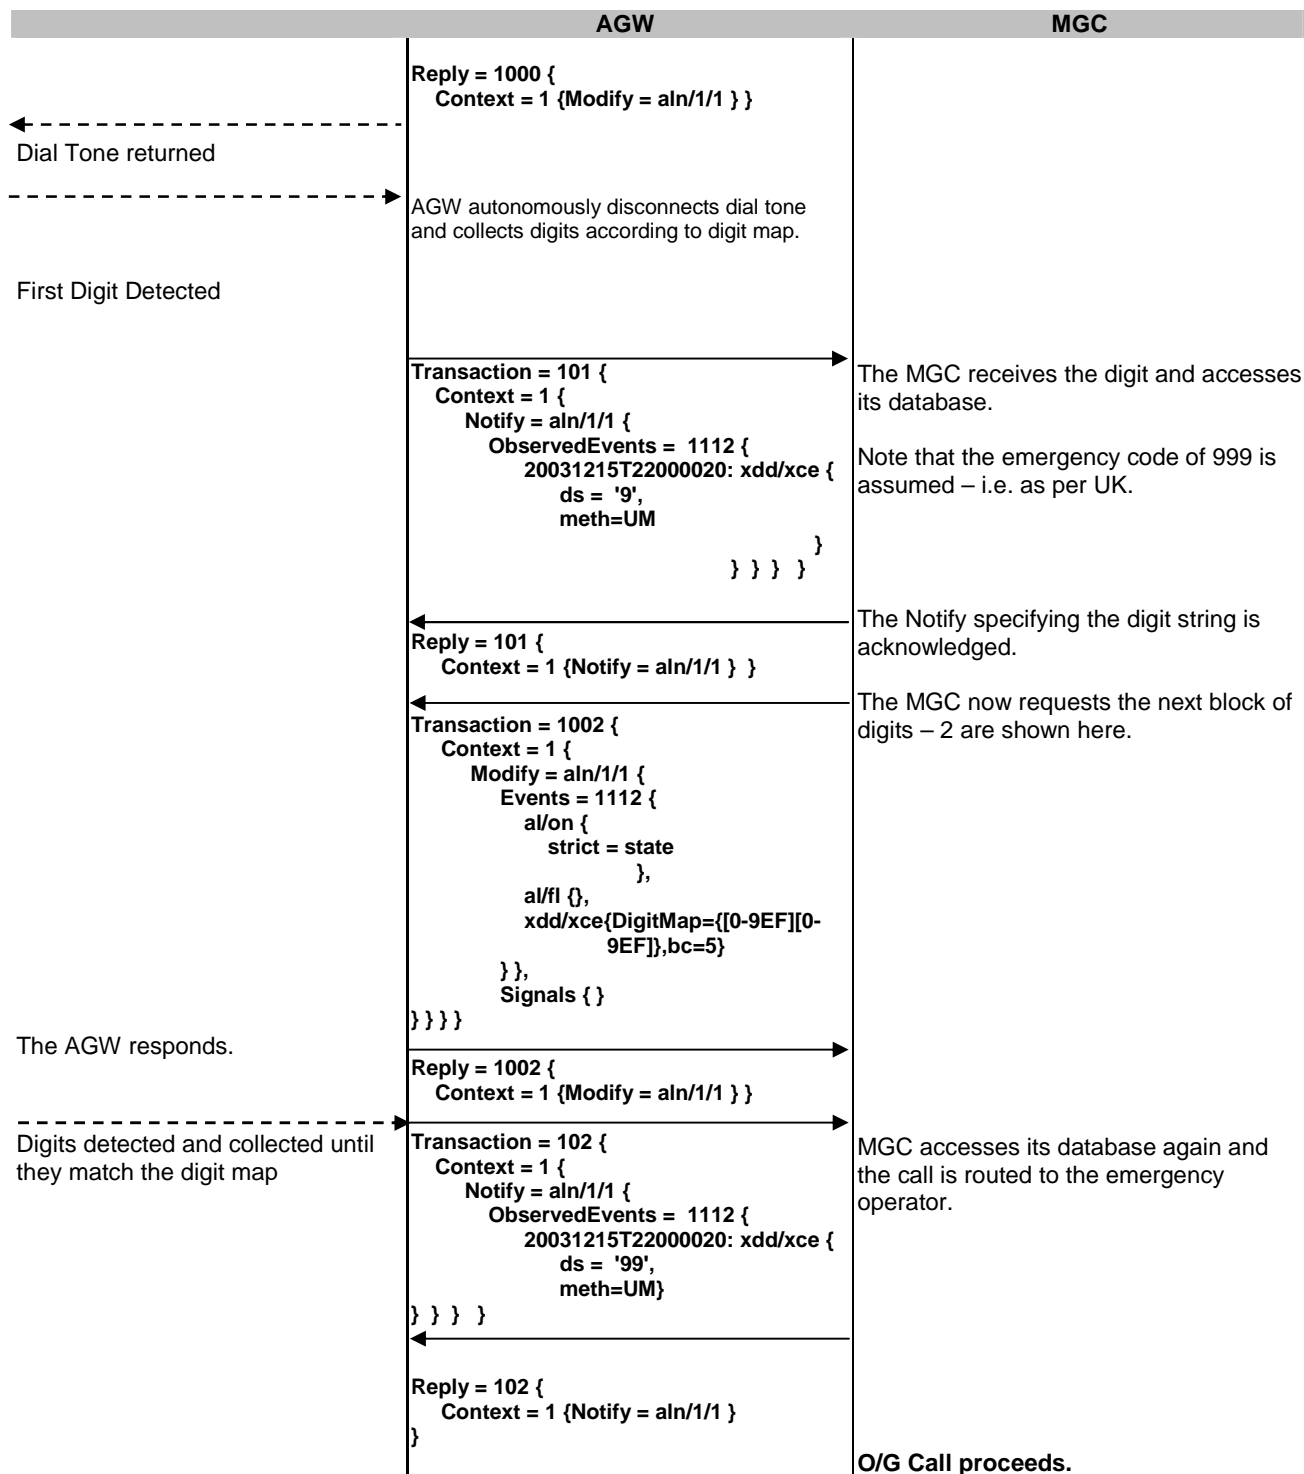 AGW MGC
Reply = 1000 {
Context = 1 {Modify = aln/1/1 } }
Dial Tone returned
AGW autonomously disconnects dial tone
and collects digits according to digit map.
First Digit Detected
Transaction = 101 {
Context = 1 {
Notify = aln/1/1 {
ObservedEvents = 1112 {
20031215T22000020: xdd/xce {
ds = '9',
meth=UM
}
} } } }
The MGC receives the digit and accesses
its database.
Note that the emergency code of 999 is
assumed – i.e. as per UK.
Reply = 101 {
Context = 1 {Notify = aln/1/1 } }
The Notify specifying the digit string is
acknowledged.
Transaction = 1002 {
Context = 1 {
Modify = aln/1/1 {
Events = 1112 {
al/on {
strict = state
},
al/fl {},
xdd/xce{DigitMap={[0-9EF][0-
9EF]},bc=5}
} },
Signals { }
} } } }
The MGC now requests the next block of
digits – 2 are shown here.
The AGW responds.
Reply = 1002 {
Context = 1 {Modify = aln/1/1 } }
Digits detected and collected until
they match the digit map
Transaction = 102 {
Context = 1 {
Notify = aln/1/1 {
ObservedEvents = 1112 {
20031215T22000020: xdd/xce {
ds = '99',
meth=UM}
} } } }
MGC accesses its database again and
the call is routed to the emergency
operator.
Reply = 102 {
Context = 1 {Notify = aln/1/1 }
}
O/G Call proceeds.